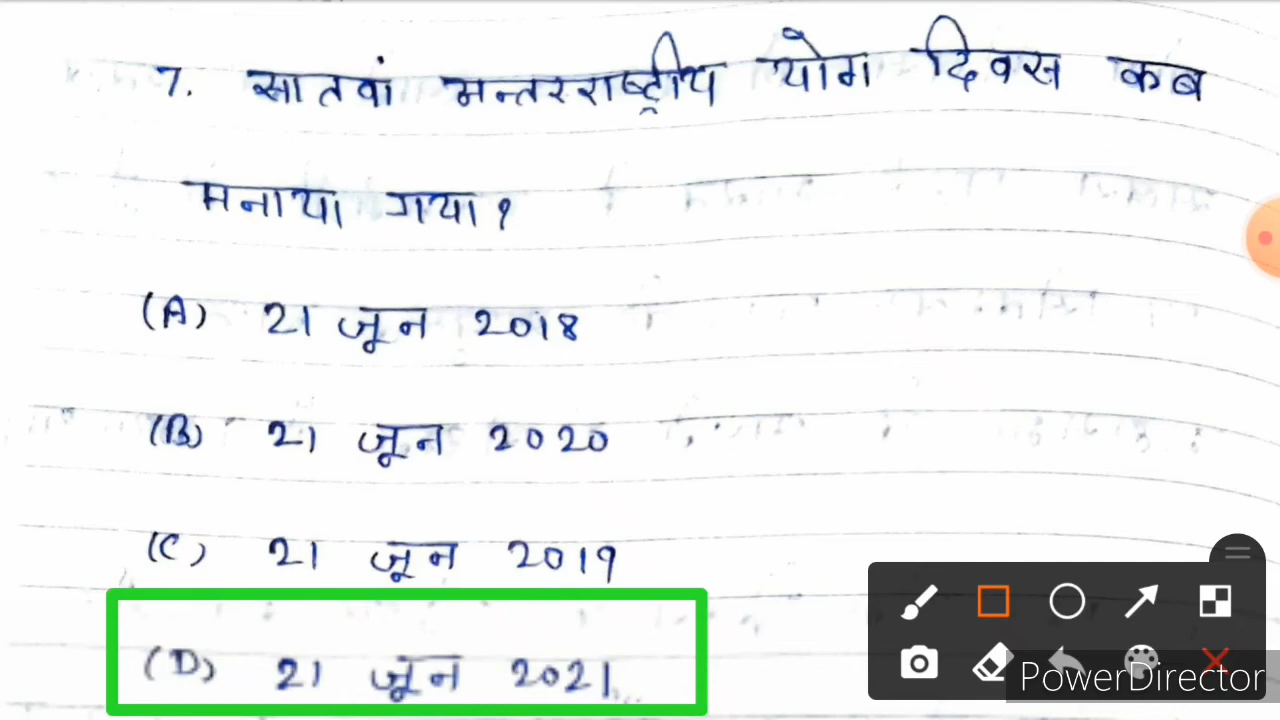 7. सातवां अन्तरराष्ट्रीय योग दिवस कब
मनाया गया?
(A) 21 जून 2018
(B) 21 जून 2020
(C) 21 जून 2019
(D) 21 जून 2021
PowerDirector